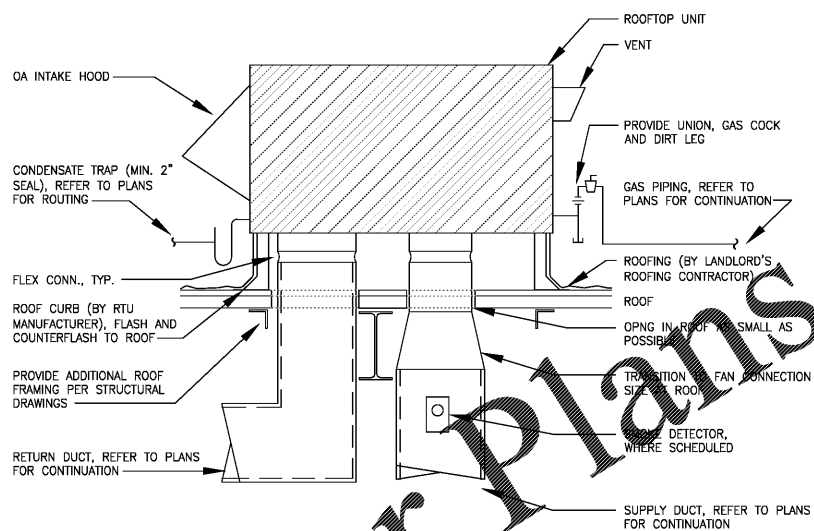 ROOFTOP UNIT
VENT
OA INTAKE HOOD
PROVIDE UNION, GAS COCK
AND DIRT LEG
CONDENSATE TRAP (MIN. 2"
SEAL), REFER TO PLANS
FOR ROUTING
GAS PIPING, REFER TO
PLANS FOR CONTINUATION
FLEX CONN., TYP.
ROOFING (BY LANDLORD'S
ROOFING CONTRACTOR)
ROOF CURB (BY RTU
MANUFACTURER), FLASH AND
COUNTERFLASH TO ROOF
ROOF
OPNG IN ROOF AS SMALL AS
POSSIBLE
PROVIDE ADDITIONAL ROOF
FRAMING PER STRUCTURAL
DRAWINGS
TRANSITION TO FAN CONNECTION
SIZE AT ROOF
SMOKE DETECTOR,
WHERE SCHEDULED
RETURN DUCT, REFER TO PLANS
FOR CONTINUATION
SUPPLY DUCT, REFER TO PLANS
FOR CONTINUATION
Plans